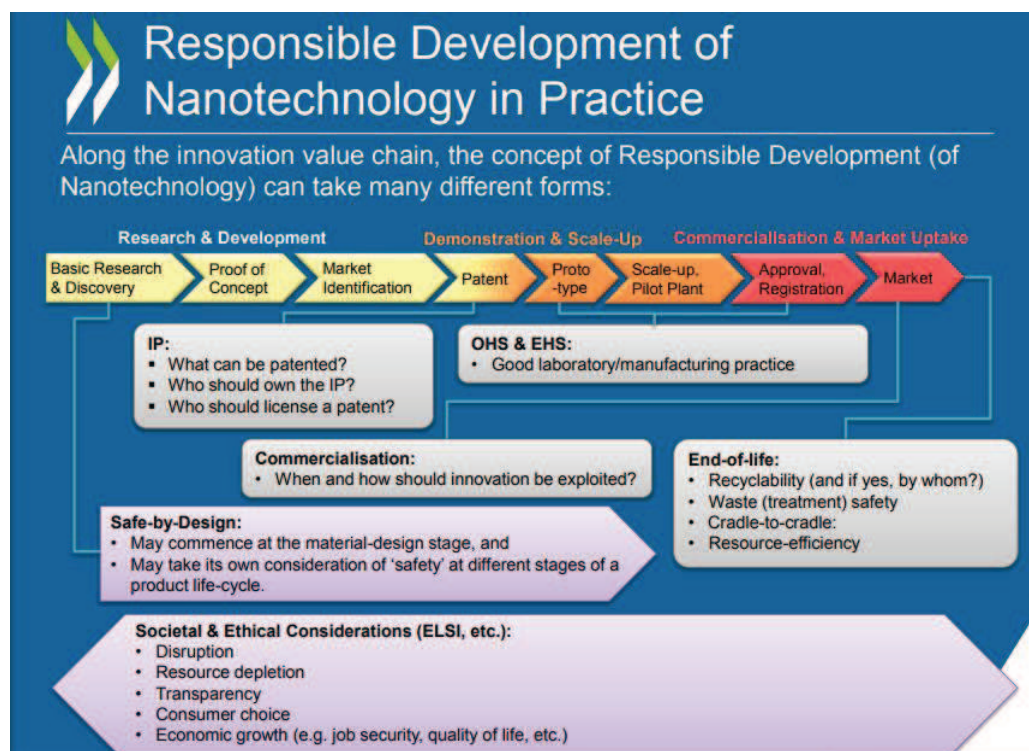 Responsible Development of
Nanotechnology in Practice
Along the innovation value chain, the concept of Responsible Development (of
Nanotechnology) can take many different forms:
Research & Development
Demonstration & Scale-Up
Commercialisation & Market Uptake
Basic Research
& Discovery
Proof of
Concept
Market
Identification
Patent
Proto
-type
Scale-up,
Pilot Plant
Approval,
Registration
Market
IP:
▪ What can be patented?
▪ Who should own the IP?
▪ Who should license a patent?
OHS & EHS:
• Good laboratory/manufacturing practice
Commercialisation:
• When and how should innovation be exploited?
End-of-life:
• Recyclability (and if yes, by whom?)
• Waste (treatment) safety
• Cradle-to-cradle:
• Resource-efficiency
Safe-by-Design:
• May commence at the material-design stage, and
• May take its own consideration of ‘safety’ at different stages of a
product life-cycle.
Societal & Ethical Considerations (ELSI, etc.):
• Disruption
• Resource depletion
• Transparency
• Consumer choice
• Economic growth (e.g. job security, quality of life, etc.)